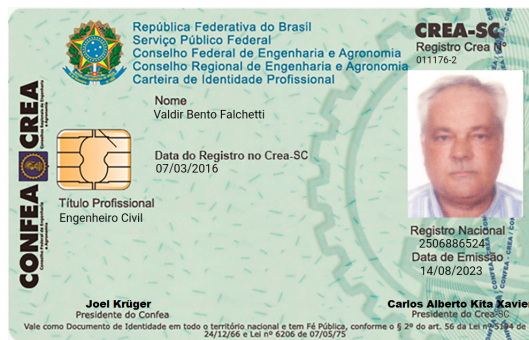 República Federativa do Brasil
Serviço Público Federal
Conselho Federal de Engenharia e Agronomia
Conselho Regional de Engenharia e Agronomia
Carteira de Identidade Profissional
CREA-SC
Registro Crea Nº
011176-2
CONFEA CREA
Nome
Valdir Bento Falchetti
Data do Registro no Crea-SC
07/03/2016
Título Profissional
Engenheiro Civil
Registro Nacional
2506886524
Data de Emissão
14/08/2023
Joel Krüger
Presidente do Confea
Carlos Alberto Kita Xavier
Presidente do Crea-SC
Vale como Documento de Identidade em todo o território nacional e tem Fé Pública, conforme o § 2º do art. 56 da Lei nº 5194 de
24/12/66 e Lei nº 6206 de 07/05/75